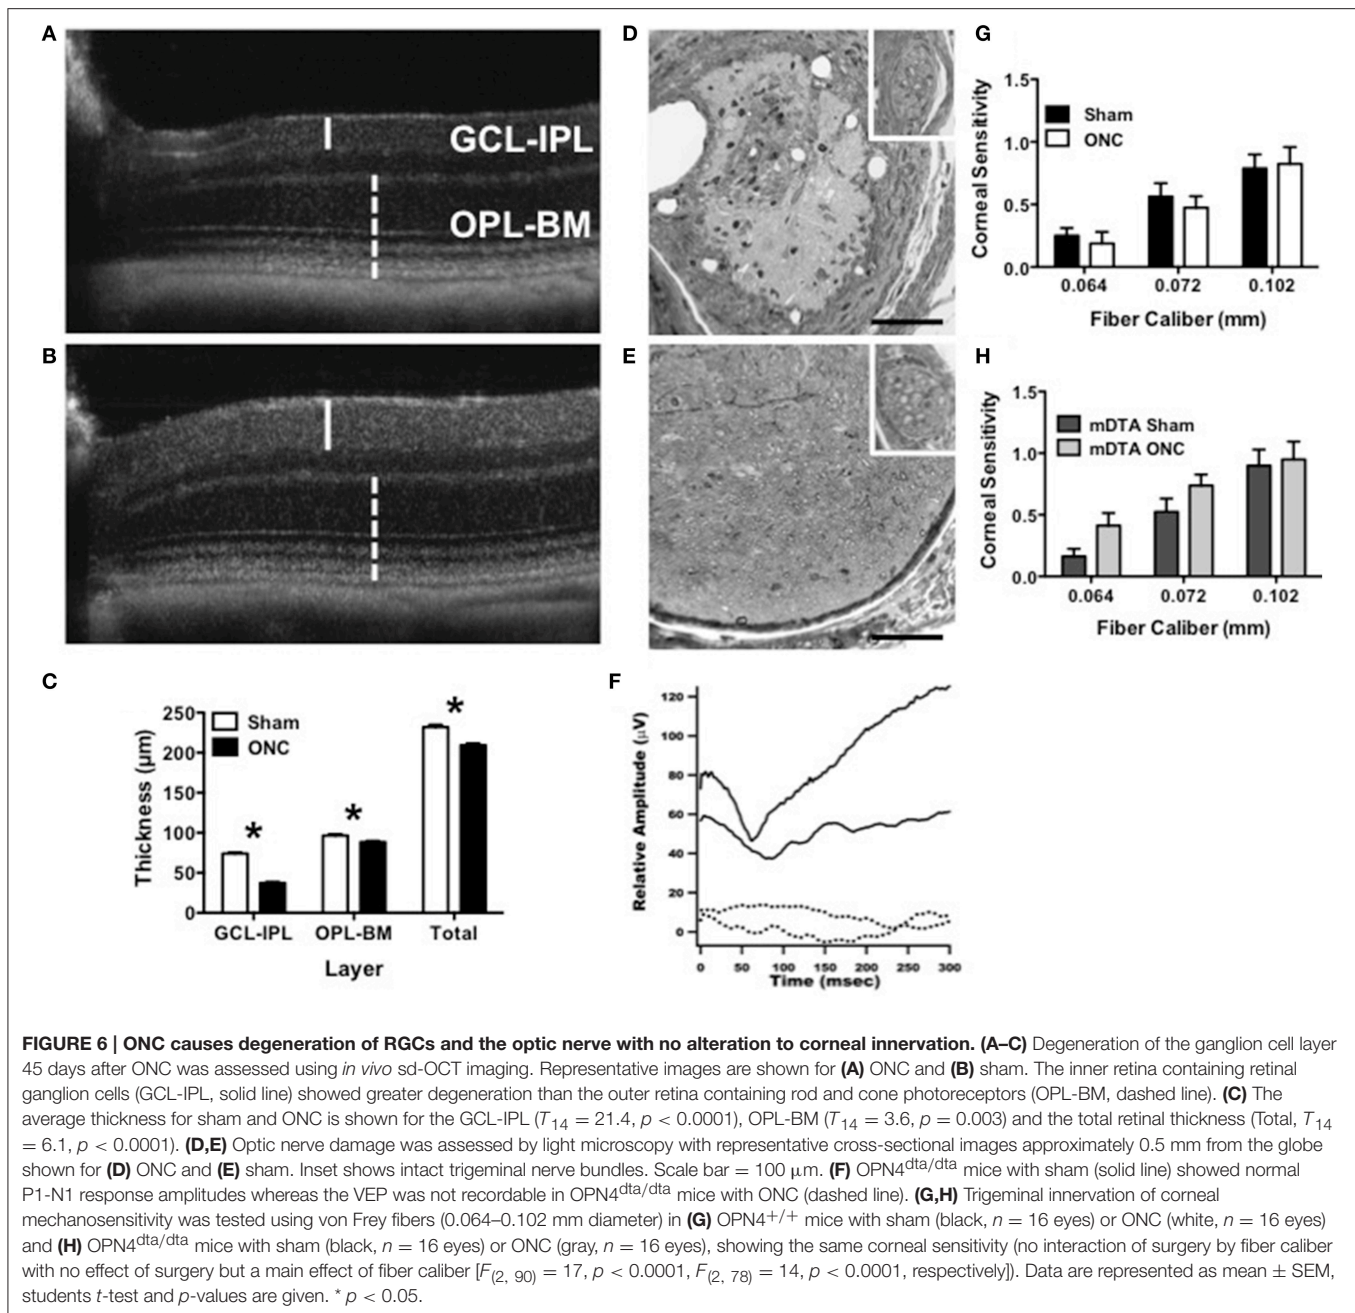 A
GCL-IPL
OPL-BM
B
C
250
200
150
100
50
0
Thickness (µm)
Sham
ONC
*
*
*
GCL-IPL
OPL-BM
Total
Layer
D
E
F
120
100
80
60
40
20
0
Relative Amplitude (µV)
0
50
100
150
200
250
300
Time (msec)
G
1.5
1.0
0.5
0.0
Corneal Sensitivity
Sham
ONC
0.064
0.072
0.102
Fiber Caliber (mm)
H
1.5
1.0
0.5
0.0
Corneal Sensitivity
mDTA Sham
mDTA ONC
0.064
0.072
0.102
Fiber Caliber (mm)
FIGURE 6 | ONC causes degeneration of RGCs and the optic nerve with no alteration to corneal innervation. (A–C) Degeneration of the ganglion cell layer
45 days after ONC was assessed using in vivo sd-OCT imaging. Representative images are shown for (A) ONC and (B) sham. The inner retina containing retinal
ganglion cells (GCL-IPL, solid line) showed greater degeneration than the outer retina containing rod and cone photoreceptors (OPL-BM, dashed line). (C) The
average thickness for sham and ONC is shown for the GCL-IPL (T14 = 21.4, p < 0.0001), OPL-BM (T14 = 3.6, p = 0.003) and the total retinal thickness (Total, T14
= 6.1, p < 0.0001). (D,E) Optic nerve damage was assessed by light microscopy with representative cross-sectional images approximately 0.5 mm from the globe
shown for (D) ONC and (E) sham. Inset shows intact trigeminal nerve bundles. Scale bar = 100 µm. (F) OPN4dta/dta mice with sham (solid line) showed normal
P1-N1 response amplitudes whereas the VEP was not recordable in OPN4dta/dta mice with ONC (dashed line). (G,H) Trigeminal innervation of corneal
mechanosensitivity was tested using von Frey fibers (0.064–0.102 mm diameter) in (G) OPN4+/+ mice with sham (black, n = 16 eyes) or ONC (white, n = 16 eyes)
and (H) OPN4dta/dta mice with sham (black, n = 16 eyes) or ONC (gray, n = 16 eyes), showing the same corneal sensitivity (no interaction of surgery by fiber caliber
with no effect of surgery but a main effect of fiber caliber [F(2, 90) = 17, p < 0.0001, F(2, 78) = 14, p < 0.0001, respectively]). Data are represented as mean ± SEM,
students t-test and p-values are given. * p < 0.05.